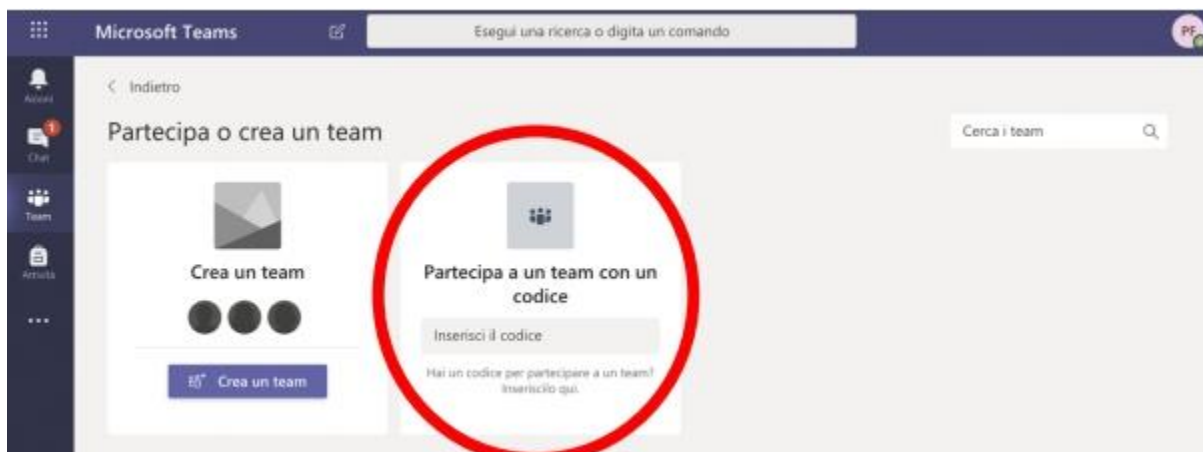 Microsoft Teams
Esegui una ricerca o digita un comando
PF
Indietro
Partecipa o crea un team
Cerca i team
1
Chat
Team
Attività
Crea un team
Crea un team
Partecipa a un team con un
codice
Inserisci il codice
Hai un codice per partecipare a un team?
Inseriscilo qui.